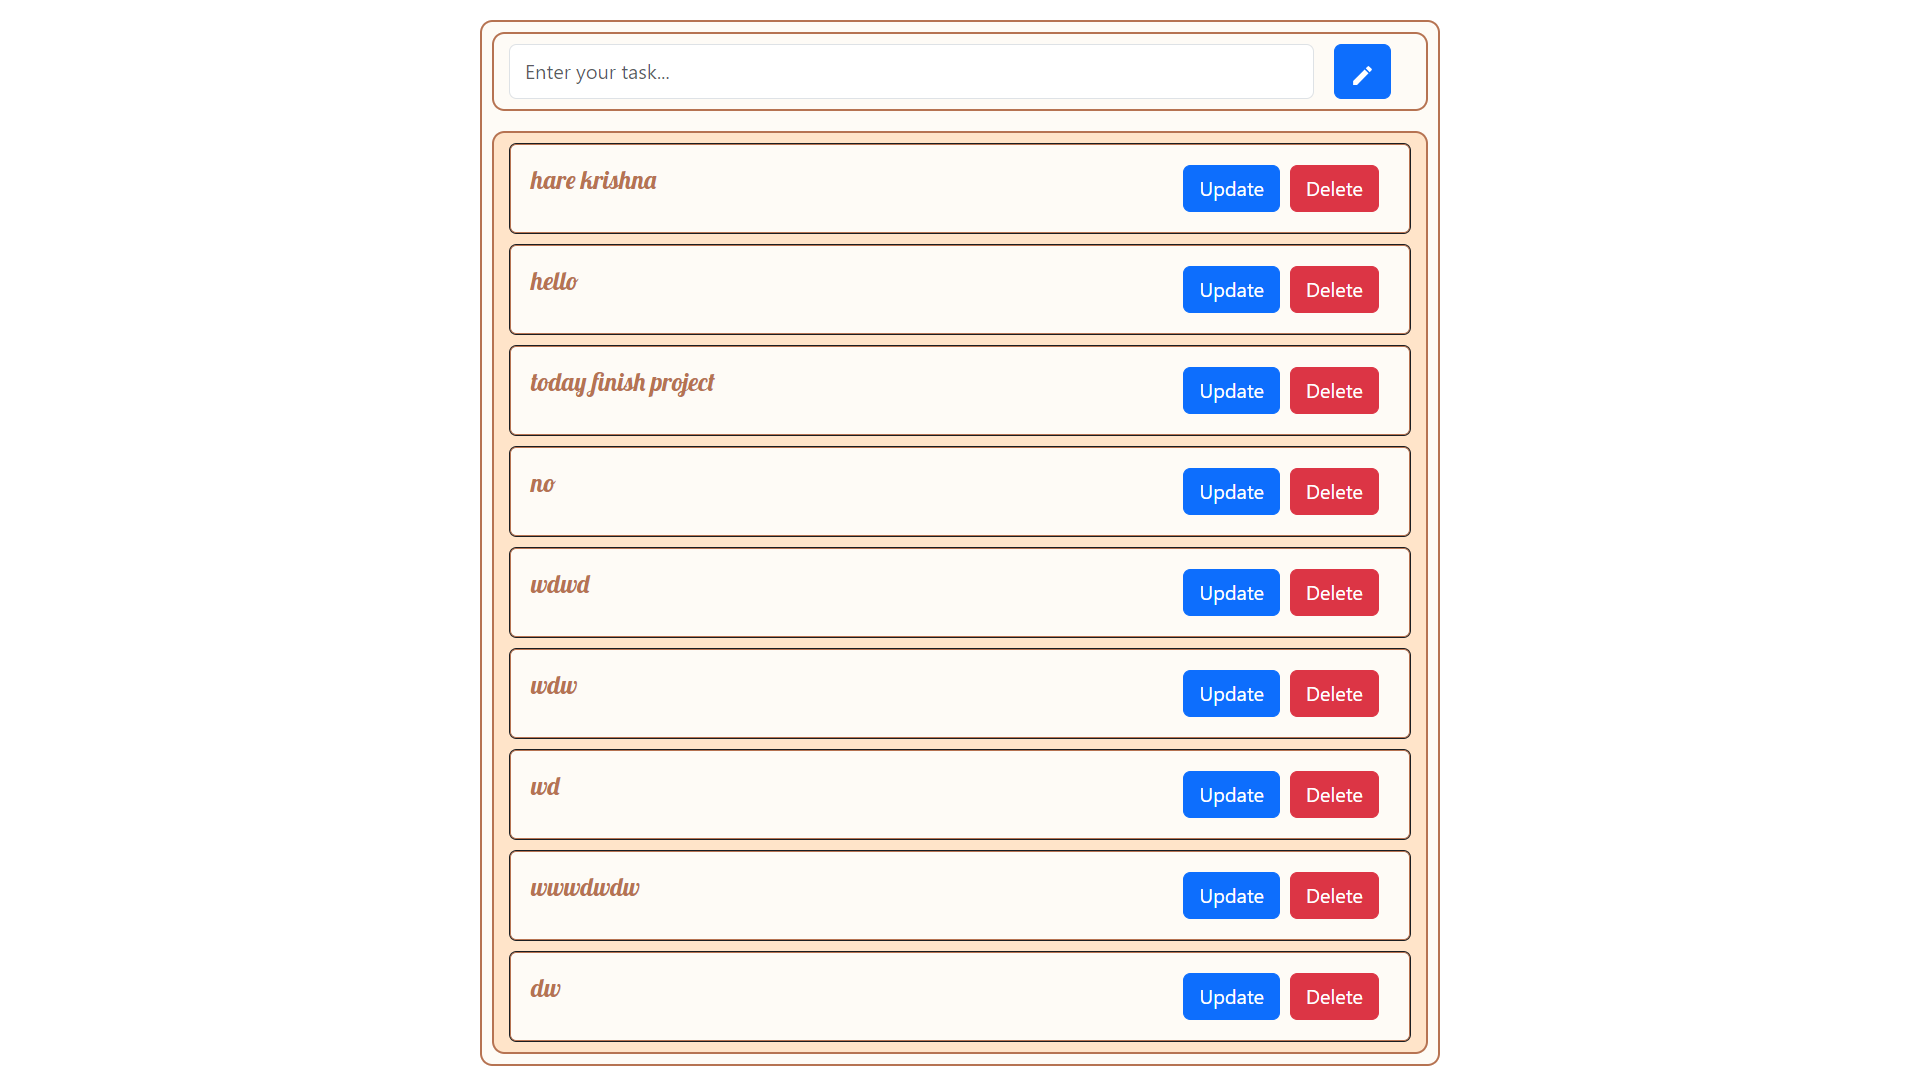 Enter your task...
hare krishna Update Delete
hello Update Delete
today finish project Update Delete
no Update Delete
wdwd Update Delete
wdw Update Delete
wd Update Delete
wwwdwdw Update Delete
dw Update Delete